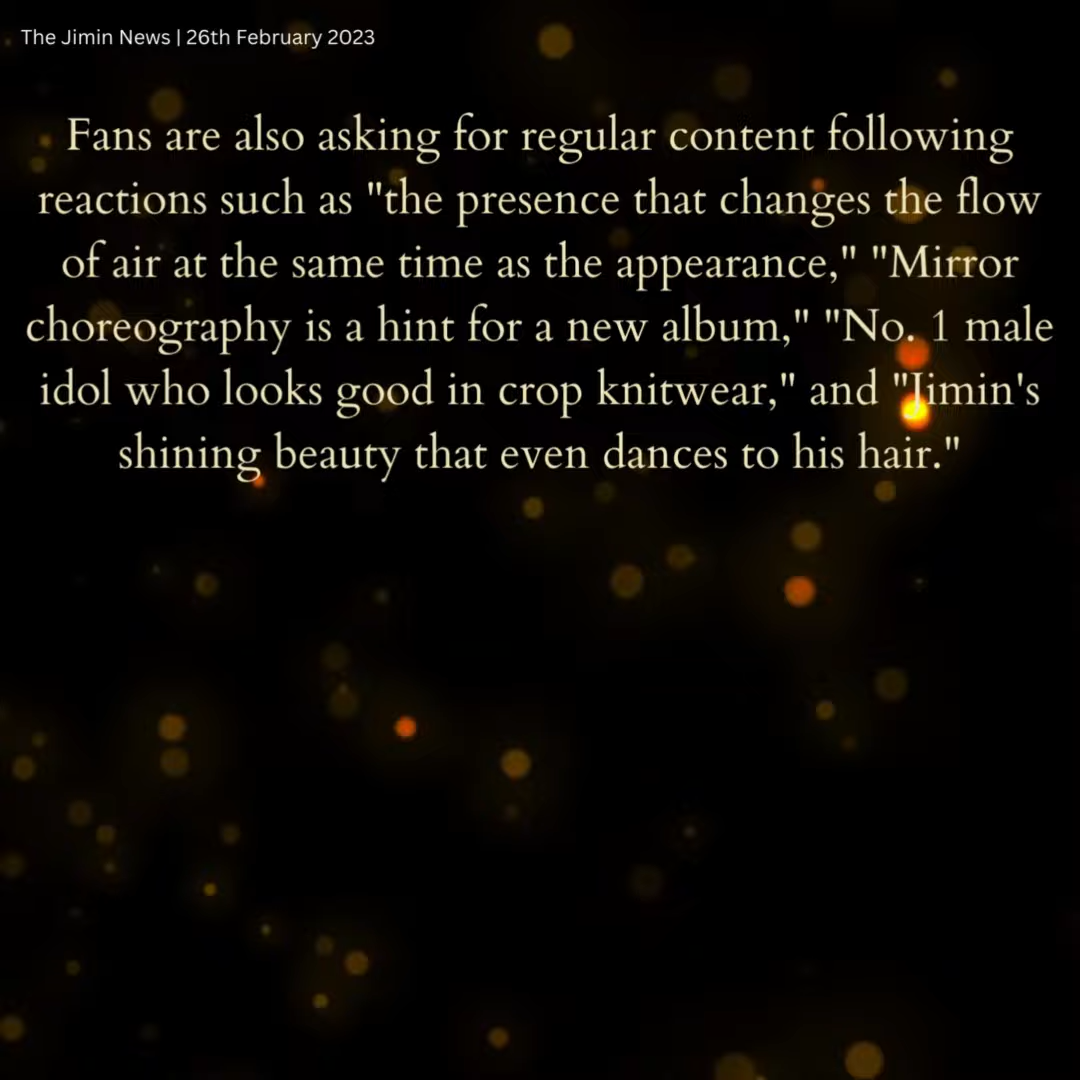 The Jimin News | 26th February 2023
Fans are also asking for regular content following
reactions such as "the presence that changes the flow
of air at the same time as the appearance," "Mirror
choreography is a hint for a new album," "No. 1 male
idol who looks good in crop knitwear," and "Jimin's
shining beauty that even dances to his hair."